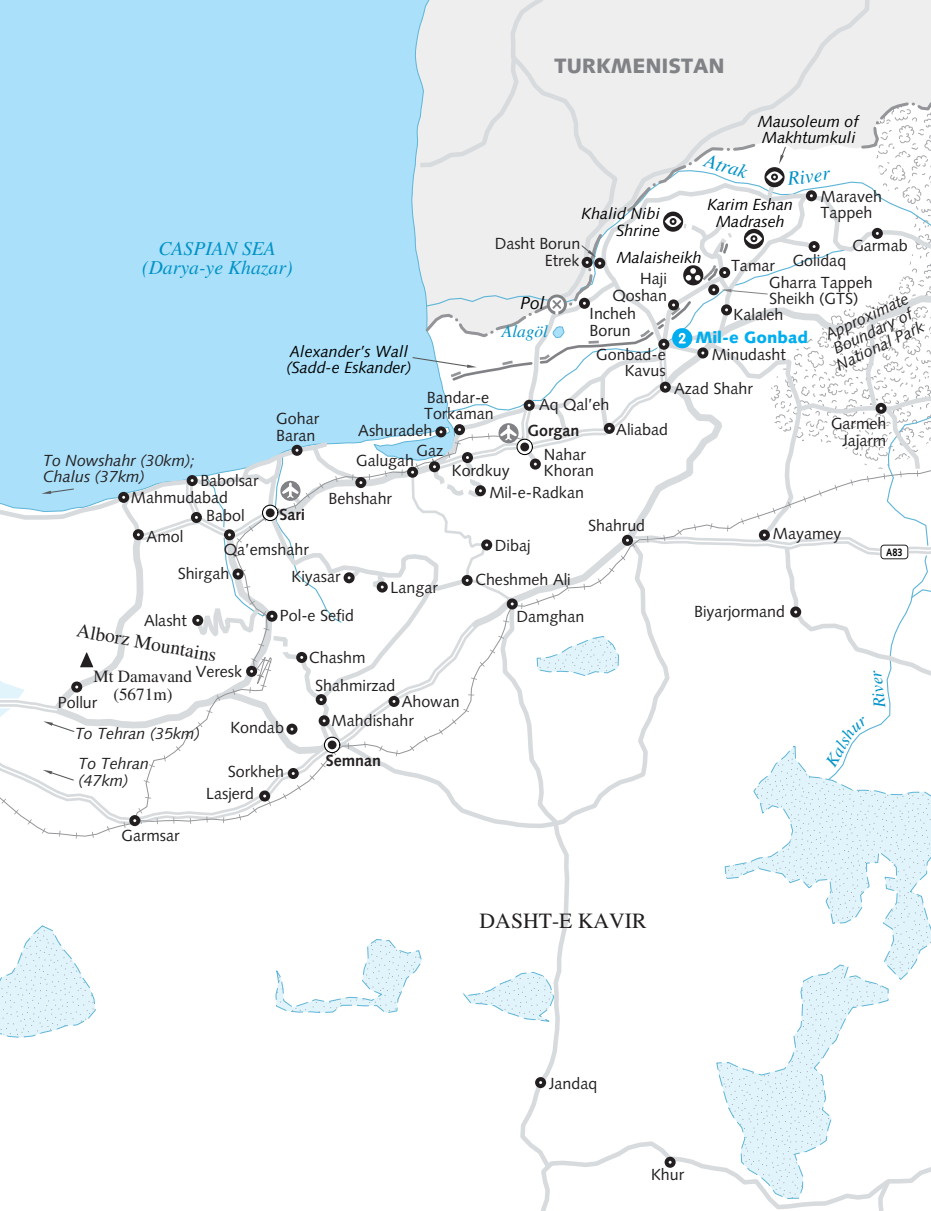 TURKMENISTAN
Mausoleum of
Makhtumkuli
Atrak
River
Maraveh
Tappeh
Karim Eshan
Madraseh
Khalid Nibi
Shrine
Garmab
Golidaq
CASPIAN SEA
(Darya-ye Khazar)
Dasht Borun
Etrek
Malaisheikh
Tamar
Haji
Qoshan
Gharra Tappeh
Sheikh (GTS)
Pol
Incheh
Borun
Kalaleh
Approximate
Boundary of
National Park
Alagöl
2 Mil-e Gonbad
Alexander's Wall
(Sadd-e Eskander)
Gonbad-e
Kavus
Minudasht
Azad Shahr
Bandar-e
Torkaman
Aq Qal'eh
Gohar
Baran
Ashuradeh
Gorgan
Aliabad
Garmeh
Jajarm
To Nowshahr (30km);
Chalus (37km)
Galugah
Gaz
Kordkuy
Nahar
Khoran
Babolsar
Mahmudabad
Behshahr
Mil-e-Radkan
Babol
Sari
Amol
Qa'emshahr
Shahrud
Mayamey
A83
Dibaj
Shirgah
Kiyasar
Langar
Cheshmeh Ali
Alasht
Pol-e Sefid
Damghan
Biyarjormand
Alborz Mountains
Chashm
Mt Damavand
(5671m)
Veresk
Pollur
Shahmirzad
Ahowan
Kalshur
River
To Tehran (35km)
Kondab
Mahdishahr
To Tehran
(47km)
Semnan
Sorkheh
Lasjerd
Garmsar
DASHT-E KAVIR
Jandaq
Khur